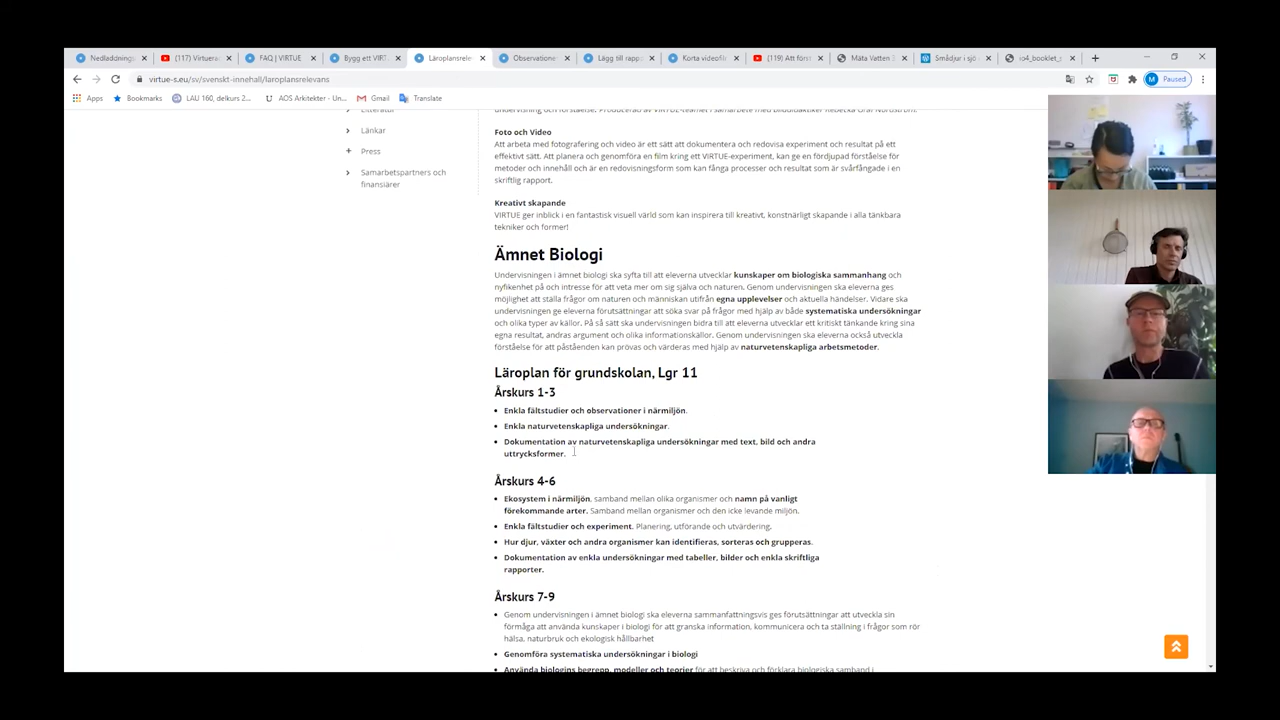 Nedladdning
(117) Virtuera
FAQ | VIRTUE
Bygg ett VIRT
Läroplansrele
Observatione
Lägg till rapp
Korta videofil
(119) Att förs
Mäta Vatten
Smådjur i sjö
so4_booklet_s
virtue-s.eu/sv/svenskt-innehall/laroplansrelevans
M Paused
Apps
Bookmarks
LAU 160, delkurs 2...
AOS Arkitekter - Un...
Gmail
Translate
Litteratur
Länkar
Press
Samarbetspartners och
finansiärer
Foto och Video
Att arbeta med fotografering och video är ett sätt att dokumentera och redovisa experiment och resultat på ett
effektivt sätt. Att planera och genomföra en film kring ett VIRTUE-experiment, kan ge en fördjupad förståelse för
metoder och innehåll och är en redovisningsform som kan fånga processer och resultat som är svårfångade i en
skriftlig rapport.
Kreativt skapande
VIRTUE ger inblick i en fantastisk visuell värld som kan inspirera till kreativt, konstnärligt skapande i alla tänkbara
tekniker och former!
Ämnet Biologi
Undervisningen i ämnet biologi ska syfta till att eleverna utvecklar kunskaper om biologiska sammanhang och
nyfikenhet på och intresse för att veta mer om sig själva och naturen. Genom undervisningen ska eleverna ges
möjlighet att ställa frågor om naturen och människan utifrån egna upplevelser och aktuella händelser. Vidare ska
undervisningen ge eleverna förutsättningar att söka svar på frågor med hjälp av både systematiska undersökningar
och olika typer av källor. På så sätt ska undervisningen bidra till att eleverna utvecklar ett kritiskt tänkande kring sina
egna resultat, andras argument och olika informationskällor. Genom undervisningen ska eleverna också utveckla
förståelse för att påståenden kan prövas och värderas med hjälp av naturvetenskapliga arbetsmetoder.
Läroplan för grundskolan, Lgr 11
Årskurs 1-3
Enkla fältstudier och observationer i närmiljön.
Enkla naturvetenskapliga undersökningar.
Dokumentation av naturvetenskapliga undersökningar med text, bild och andra
uttrycksformer.
Årskurs 4-6
Ekosystem i närmiljön, samband mellan olika organismer och namn på vanligt
förekommande arter. Samband mellan organismer och den icke levande miljön.
Enkla fältstudier och experiment. Planering, utförande och utvärdering.
Hur djur, växter och andra organismer kan identifieras, sorteras och grupperas.
Dokumentation av enkla undersökningar med tabeller, bilder och enkla skriftliga
rapporter.
Årskurs 7-9
Genom undervisningen i ämnet biologi ska eleverna sammanfattningsvis ges förutsättningar att utveckla sin
förmåga att använda kunskaper i biologi för att granska information, kommunicera och ta ställning i frågor som rör
hälsa, naturbruk och ekologisk hållbarhet
Genomföra systematiska undersökningar i biologi
Använda biologins begrepp, modeller och teorier för att beskriva och förklara biologiska samband i